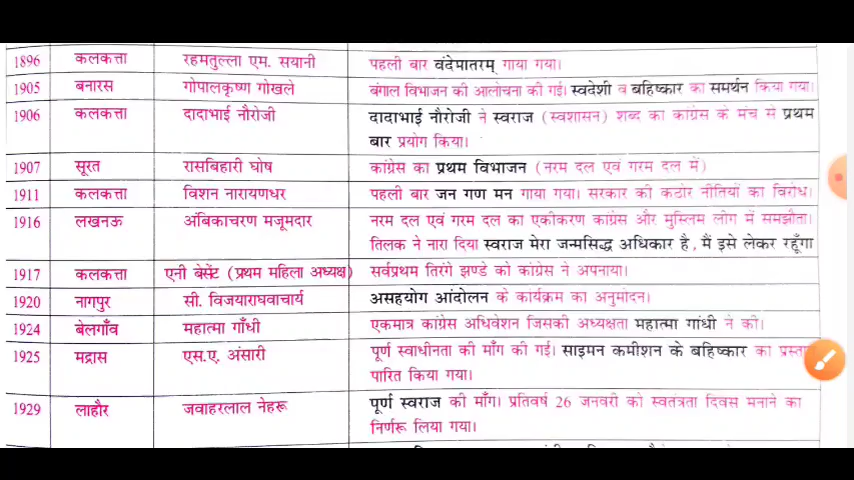 1896 कलकत्ता रहमतुल्ला एम. सयानी पहली बार वंदेपातरम् गाया गया।
1905 बनारस गोपालकृष्ण गोखले बंगाल विभाजन की आलोचना की गई। स्वदेशी व बहिष्कार का समर्थन किया गया।
1906 कलकत्ता दादाभाई नौरोजी दादाभाई नौरोजी ने स्वराज (स्वशासन) शब्द का कांग्रेस के मंच से प्रथम
बार प्रयोग किया।
1907 सूरत रासबिहारी घोष कांग्रेस का प्रथम विभाजन (नरम दल एवं गरम दल में)
1911 कलकत्ता विशन नारायणधर पहली बार जन गण मन गाया गया। सरकार की कठोर नीतियों का विरोध।
1916 लखनऊ अंबिकाचरण मजूमदार नरम दल एवं गरम दल का एकीकरण कांग्रेस और मुस्लिम लीग में समझौता।
तिलक ने नारा दिया स्वराज मेरा जन्मसिद्ध अधिकार है, मैं इसे लेकर रहूँगा
1917 कलकत्ता एनी बेसेंट (प्रथम महिला अध्यक्ष) सर्वप्रथम तिरंगे झण्डे को कांग्रेस ने अपनाया।
1920 नागपुर सी. विजयाराघवाचार्य असहयोग आंदोलन के कार्यक्रम का अनुमोदन।
1924 बेलगाँव महात्मा गाँधी एकमात्र कांग्रेस अधिवेशन जिसकी अध्यक्षता महात्मा गांधी ने की।
1925 मद्रास एस.ए. अंसारी पूर्ण स्वाधीनता की माँग की गई। साइमन कमीशन के बहिष्कार का
पारित किया गया।
1929 लाहौर जवाहरलाल नेहरू पूर्ण स्वराज की माँग। प्रतिवर्ष 26 जनवरी को स्वतंत्रता दिवस मनाने का
निर्णरू लिया गया।